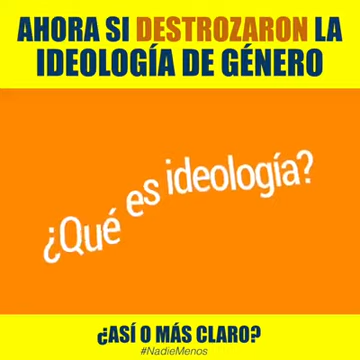 AHORA SI DESTROZARON LA
IDEOLOGÍA DE GÉNERO
¿Qué es ideología?
¿ASÍ O MÁS CLARO?
#NadieMenos